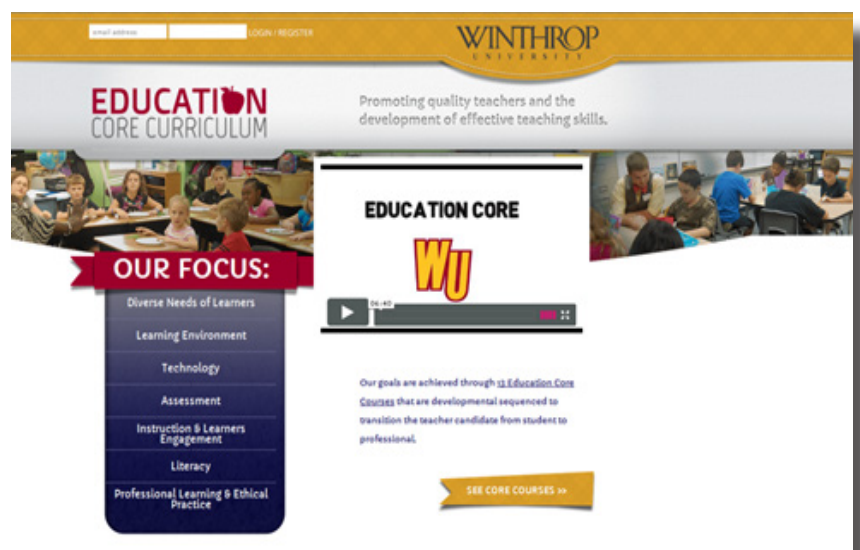 email address
LOGIN / REGISTER
WINTHROP
UNIVERSITY
EDUCATION
CORE CURRICULUM
Promoting quality teachers and the
development of effective teaching skills.
EDUCATION CORE
WU
06:40
OUR FOCUS:
Diverse Needs of Learners
Learning Environment
Technology
Assessment
Instruction & Learners
Engagement
Literacy
Professional Learning & Ethical
Practice
Our goals are achieved through 13 Education Core
Courses that are developmental sequenced to
transition the teacher candidate from student to
professional.
SEE CORE COURSES >>